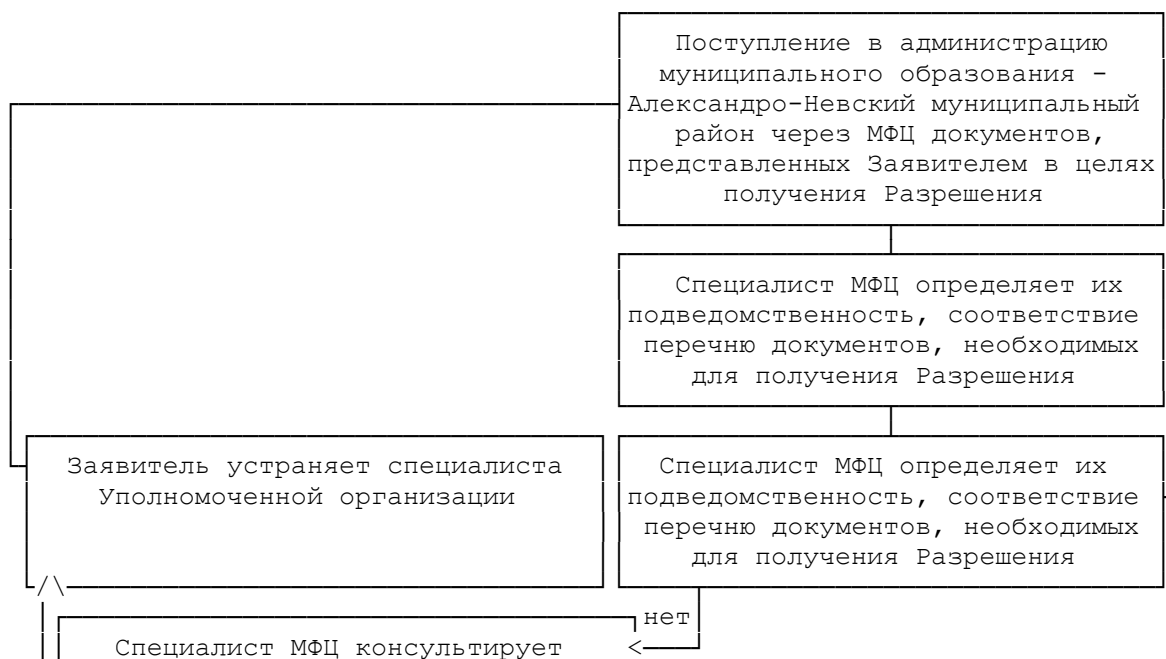 Поступление в администрацию
муниципального образования -
Александро-Невский муниципальный
район через МФЦ документов,
представленных Заявителем в целях
получения Разрешения
Специалист МФЦ определяет их
подведомственность, соответствие
перечню документов, необходимых
для получения Разрешения
Заявитель устраняет специалиста
Уполномоченной организации
Специалист МФЦ определяет их
подведомственность, соответствие
перечню документов, необходимых
для получения Разрешения
нет
Специалист МФЦ консультирует